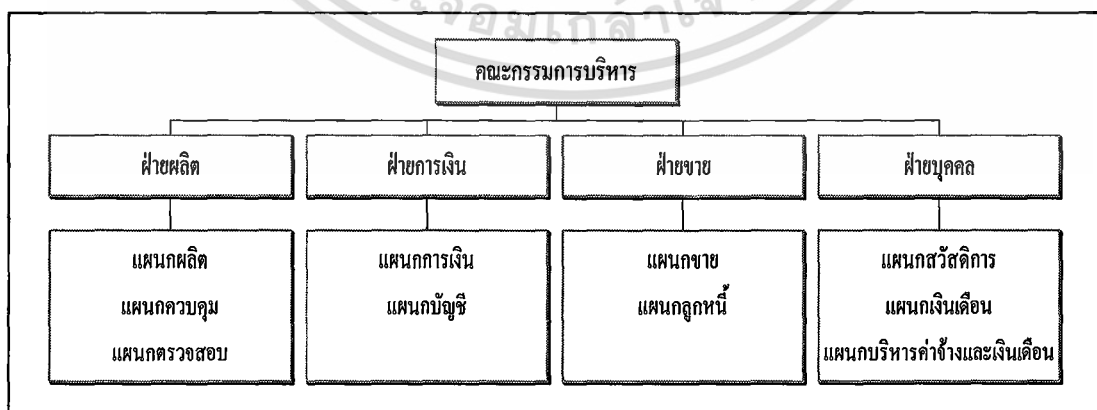 คณะกรรมการบริหาร
ฝ่ายผลิต
ฝ่ายการเงิน
ฝ่ายขาย
ฝ่ายบุคคล
แผนกผลิต
แผนกควบคุม
แผนกตรวจสอบ
แผนกการเงิน
แผนกบัญชี
แผนกขาย
แผนกลูกหนี้
แผนกสวัสดิการ
แผนกเงินเดือน
แผนกบริหารค่าจ้างและเงินเดือน